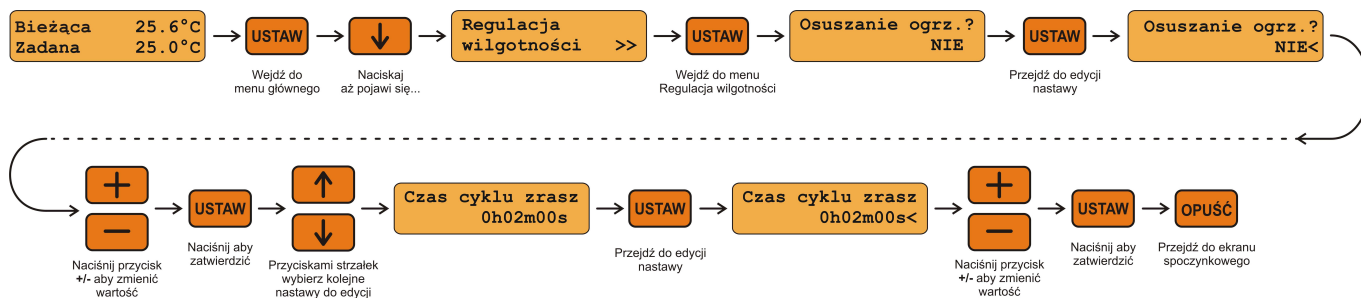 Bieżąca 25.6°C
Zadana 25.0°C
USTAW
Wejdź do
menu głównego
Naciskaj
aż pojawi się...
Regulacja
wilgotności >>
USTAW
Wejdź do menu
Regulacja wilgotności
Osuszanie ogrz.?
NIE
USTAW
Przejdź do edycji
nastawy
Osuszanie ogrz.?
NIE<
Naciśnij przycisk
+/- aby zmienić
wartość
USTAW
Naciśnij aby
zatwierdzić
Przyciskami strzałek
wybierz kolejne
nastawy do edycji
Czas cyklu zrasz
0h02m00s
USTAW
Przejdź do edycji
nastawy
Czas cyklu zrasz
0h02m00s<
Naciśnij przycisk
+/- aby zmienić
wartość
USTAW
Naciśnij aby
zatwierdzić
OPUŚĆ
Przejdź do ekranu
spoczynkowego